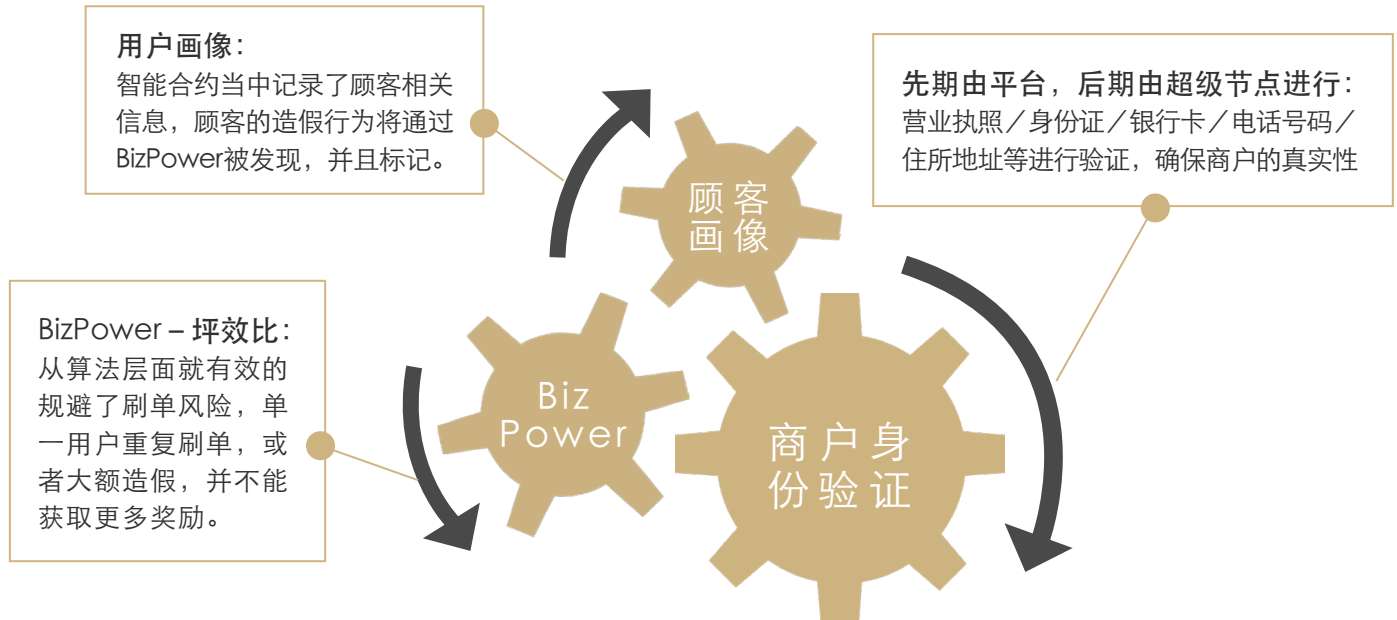 用户画像：
智能合约当中记录了顾客相关
信息，顾客的造假行为将通过
BizPower被发现，并且标记。
先期由平台，后期由超级节点进行：
营业执照／身份证／银行卡／电话号码／
住所地址等进行验证，确保商户的真实性
顾客
画像
BizPower – 坪效比：
从算法层面就有效的
规避了刷单风险，单
一用户重复刷单，或
者大额造假，并不能
获取更多奖励。
Biz
Power
商户身
份验证